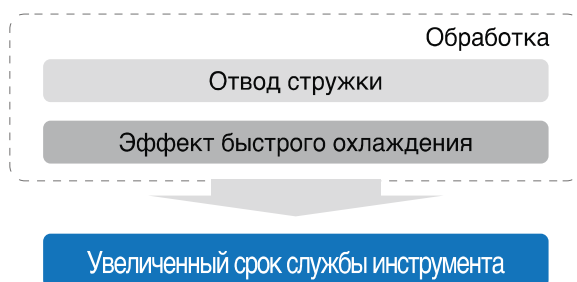 Обработка
Отвод стружки
Эффект быстрого охлаждения
Увеличенный срок службы инструмента